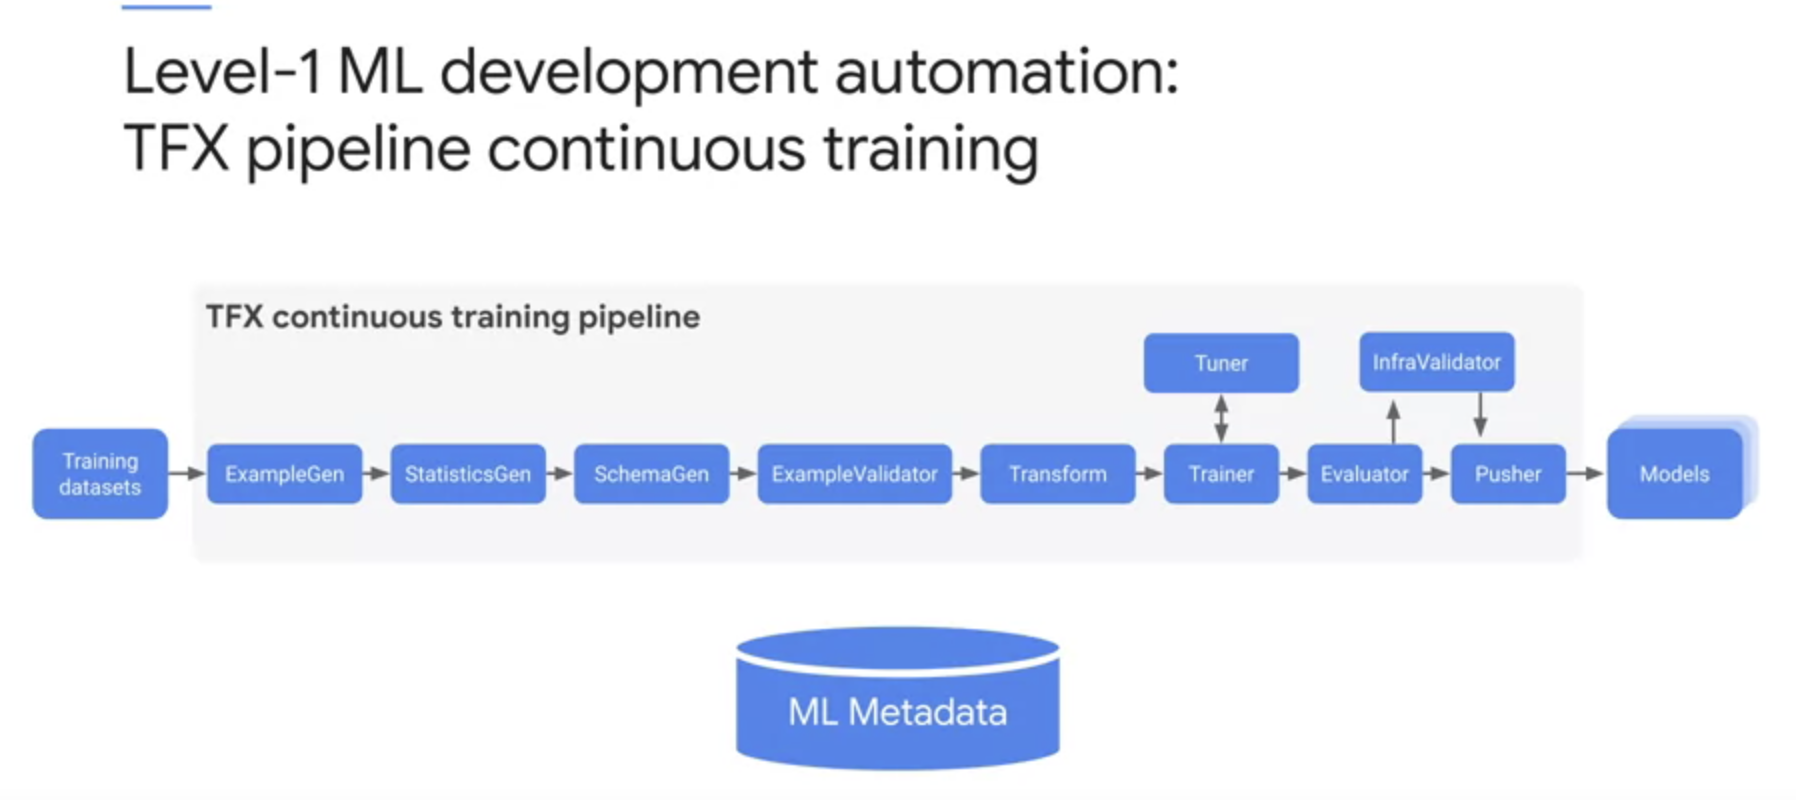 Level-1 ML development automation:
TFX pipeline continuous training
TFX continuous training pipeline
Tuner
InfraValidator
Training
datasets
ExampleGen
StatisticsGen
SchemaGen
ExampleValidator
Transform
Trainer
Evaluator
Pusher
Models
ML Metadata